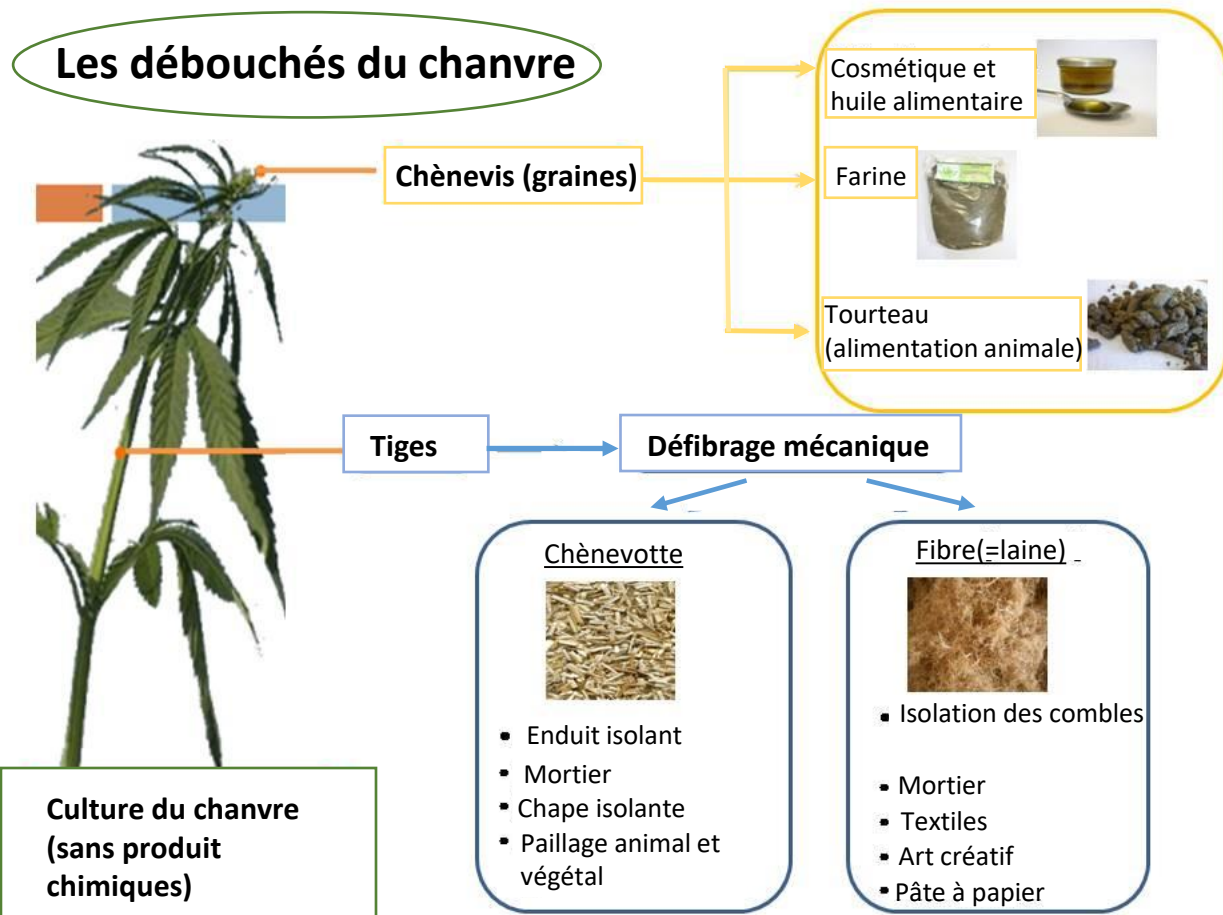 Les débouchés du chanvre
Cosmétique et
huile alimentaire
Chènevis (graines)
Farine
Tourteau
(alimentation animale)
Tiges
Défibrage mécanique
Chènevotte
• Enduit isolant
• Mortier
• Chape isolante
• Paillage animal et
végétal
Fibre(=laine)
• Isolation des combles
• Mortier
• Textiles
• Art créatif
• Pâte à papier
Culture du chanvre
(sans produit
chimiques)